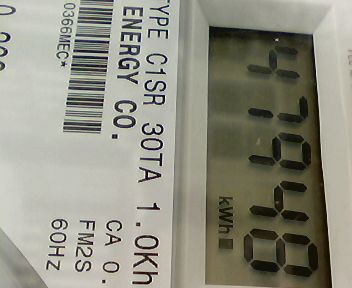 47948
kWh
TYPE C1SR 30TA 1.0Kh
ENERGY CO.
CA 0.
FM2S
60HZ
0366MEC*